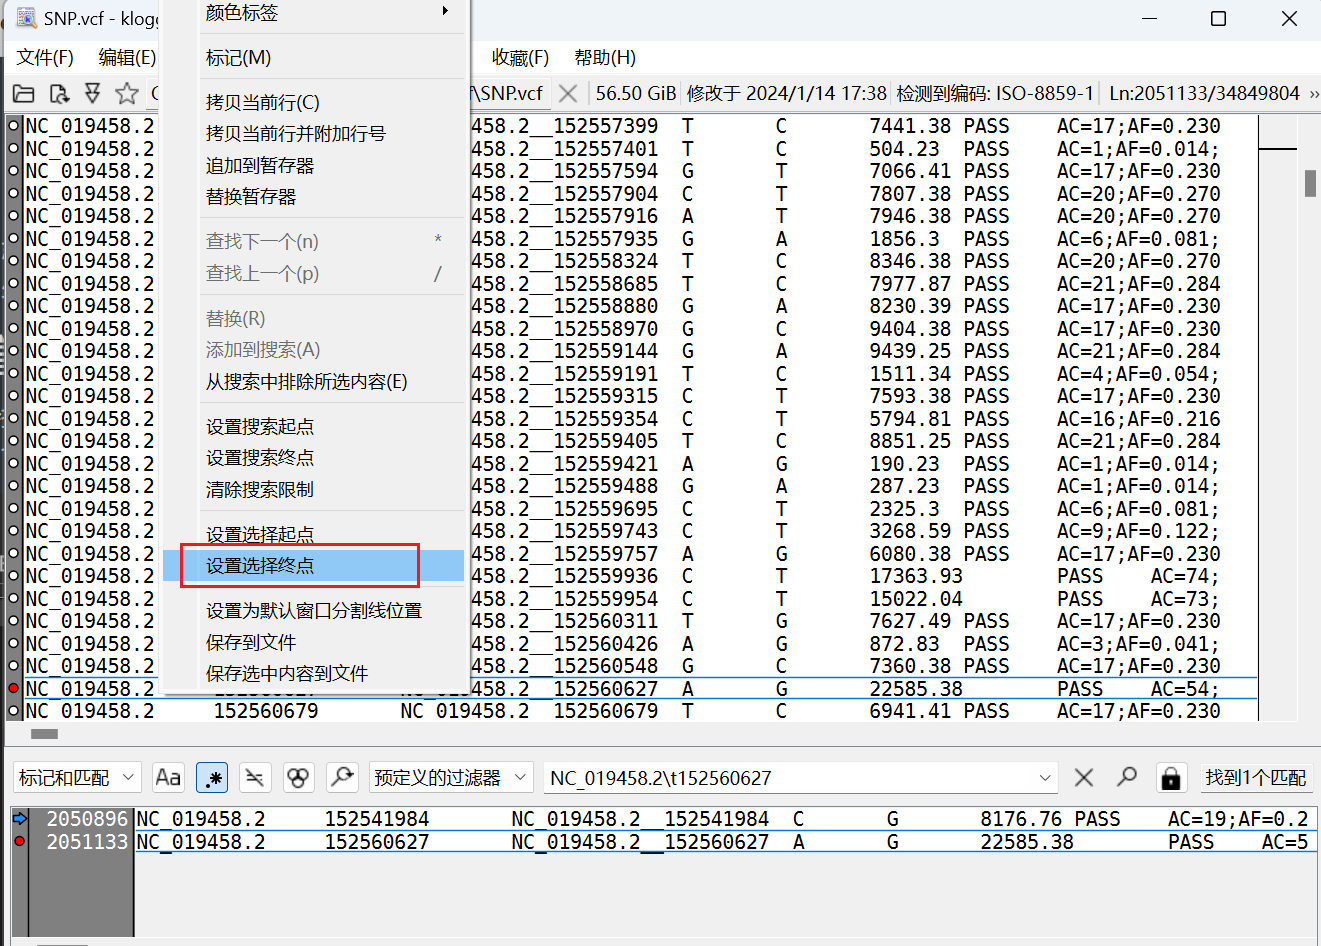 SNP.vcf - klogg
文件(F) 编辑(E) 收藏(F) 帮助(H)
\SNP.vcf 56.50 GiB 修改于 2024/1/14 17:38 检测到编码: ISO-8859-1 Ln:2051133/34849804 »
颜色标签
标记(M)
拷贝当前行(C)
拷贝当前行并附加行号
追加到暂存器
替换暂存器
查找下一个(n) *
查找上一个(p) /
替换(R)
添加到搜索(A)
从搜索中排除所选内容(E)
设置搜索起点
设置搜索终点
清除搜索限制
设置选择起点
设置选择终点
设置为默认窗口分割线位置
保存到文件
保存选中内容到文件
NC_019458.2 458.2__152557399 T C 7441.38 PASS AC=17;AF=0.230
NC_019458.2 458.2__152557401 T C 504.23 PASS AC=1;AF=0.014;
NC_019458.2 458.2__152557594 G T 7066.41 PASS AC=17;AF=0.230
NC_019458.2 458.2__152557904 C T 7807.38 PASS AC=20;AF=0.270
NC_019458.2 458.2__152557916 A T 7946.38 PASS AC=20;AF=0.270
NC_019458.2 458.2__152557935 G A 1856.3 PASS AC=6;AF=0.081;
NC_019458.2 458.2__152558324 T C 8346.38 PASS AC=20;AF=0.270
NC_019458.2 458.2__152558685 T C 7977.87 PASS AC=21;AF=0.284
NC_019458.2 458.2__152558880 G A 8230.39 PASS AC=17;AF=0.230
NC_019458.2 458.2__152558970 G C 9404.38 PASS AC=17;AF=0.230
NC_019458.2 458.2__152559144 G A 9439.25 PASS AC=21;AF=0.284
NC_019458.2 458.2__152559191 T C 1511.34 PASS AC=4;AF=0.054;
NC_019458.2 458.2__152559315 C T 7593.38 PASS AC=17;AF=0.230
NC_019458.2 458.2__152559354 C T 5794.81 PASS AC=16;AF=0.216
NC_019458.2 458.2__152559405 T C 8851.25 PASS AC=21;AF=0.284
NC_019458.2 458.2__152559421 A G 190.23 PASS AC=1;AF=0.014;
NC_019458.2 458.2__152559488 G A 287.23 PASS AC=1;AF=0.014;
NC_019458.2 458.2__152559695 C T 2325.3 PASS AC=6;AF=0.081;
NC_019458.2 458.2__152559743 C T 3268.59 PASS AC=9;AF=0.122;
NC_019458.2 458.2__152559757 A G 6080.38 PASS AC=17;AF=0.230
NC_019458.2 458.2__152559936 C T 17363.93 PASS AC=74;
NC_019458.2 458.2__152559954 C T 15022.04 PASS AC=73;
NC_019458.2 458.2__152560311 T G 7627.49 PASS AC=17;AF=0.230
NC_019458.2 458.2__152560426 A G 872.83 PASS AC=3;AF=0.041;
NC_019458.2 458.2__152560548 G C 7360.38 PASS AC=17;AF=0.230
NC_019458.2 152560627 NC_019458.2__152560627 A G 22585.38 PASS AC=54;
NC_019458.2 152560679 NC_019458.2__152560679 T C 6941.41 PASS AC=17;AF=0.230
标记和匹配 Aa .* 预定义的过滤器 NC_019458.2\t152560627 找到1个匹配
2050896 NC_019458.2 152541984 NC_019458.2__152541984 C G 8176.76 PASS AC=19;AF=0.2
2051133 NC_019458.2 152560627 NC_019458.2__152560627 A G 22585.38 PASS AC=5